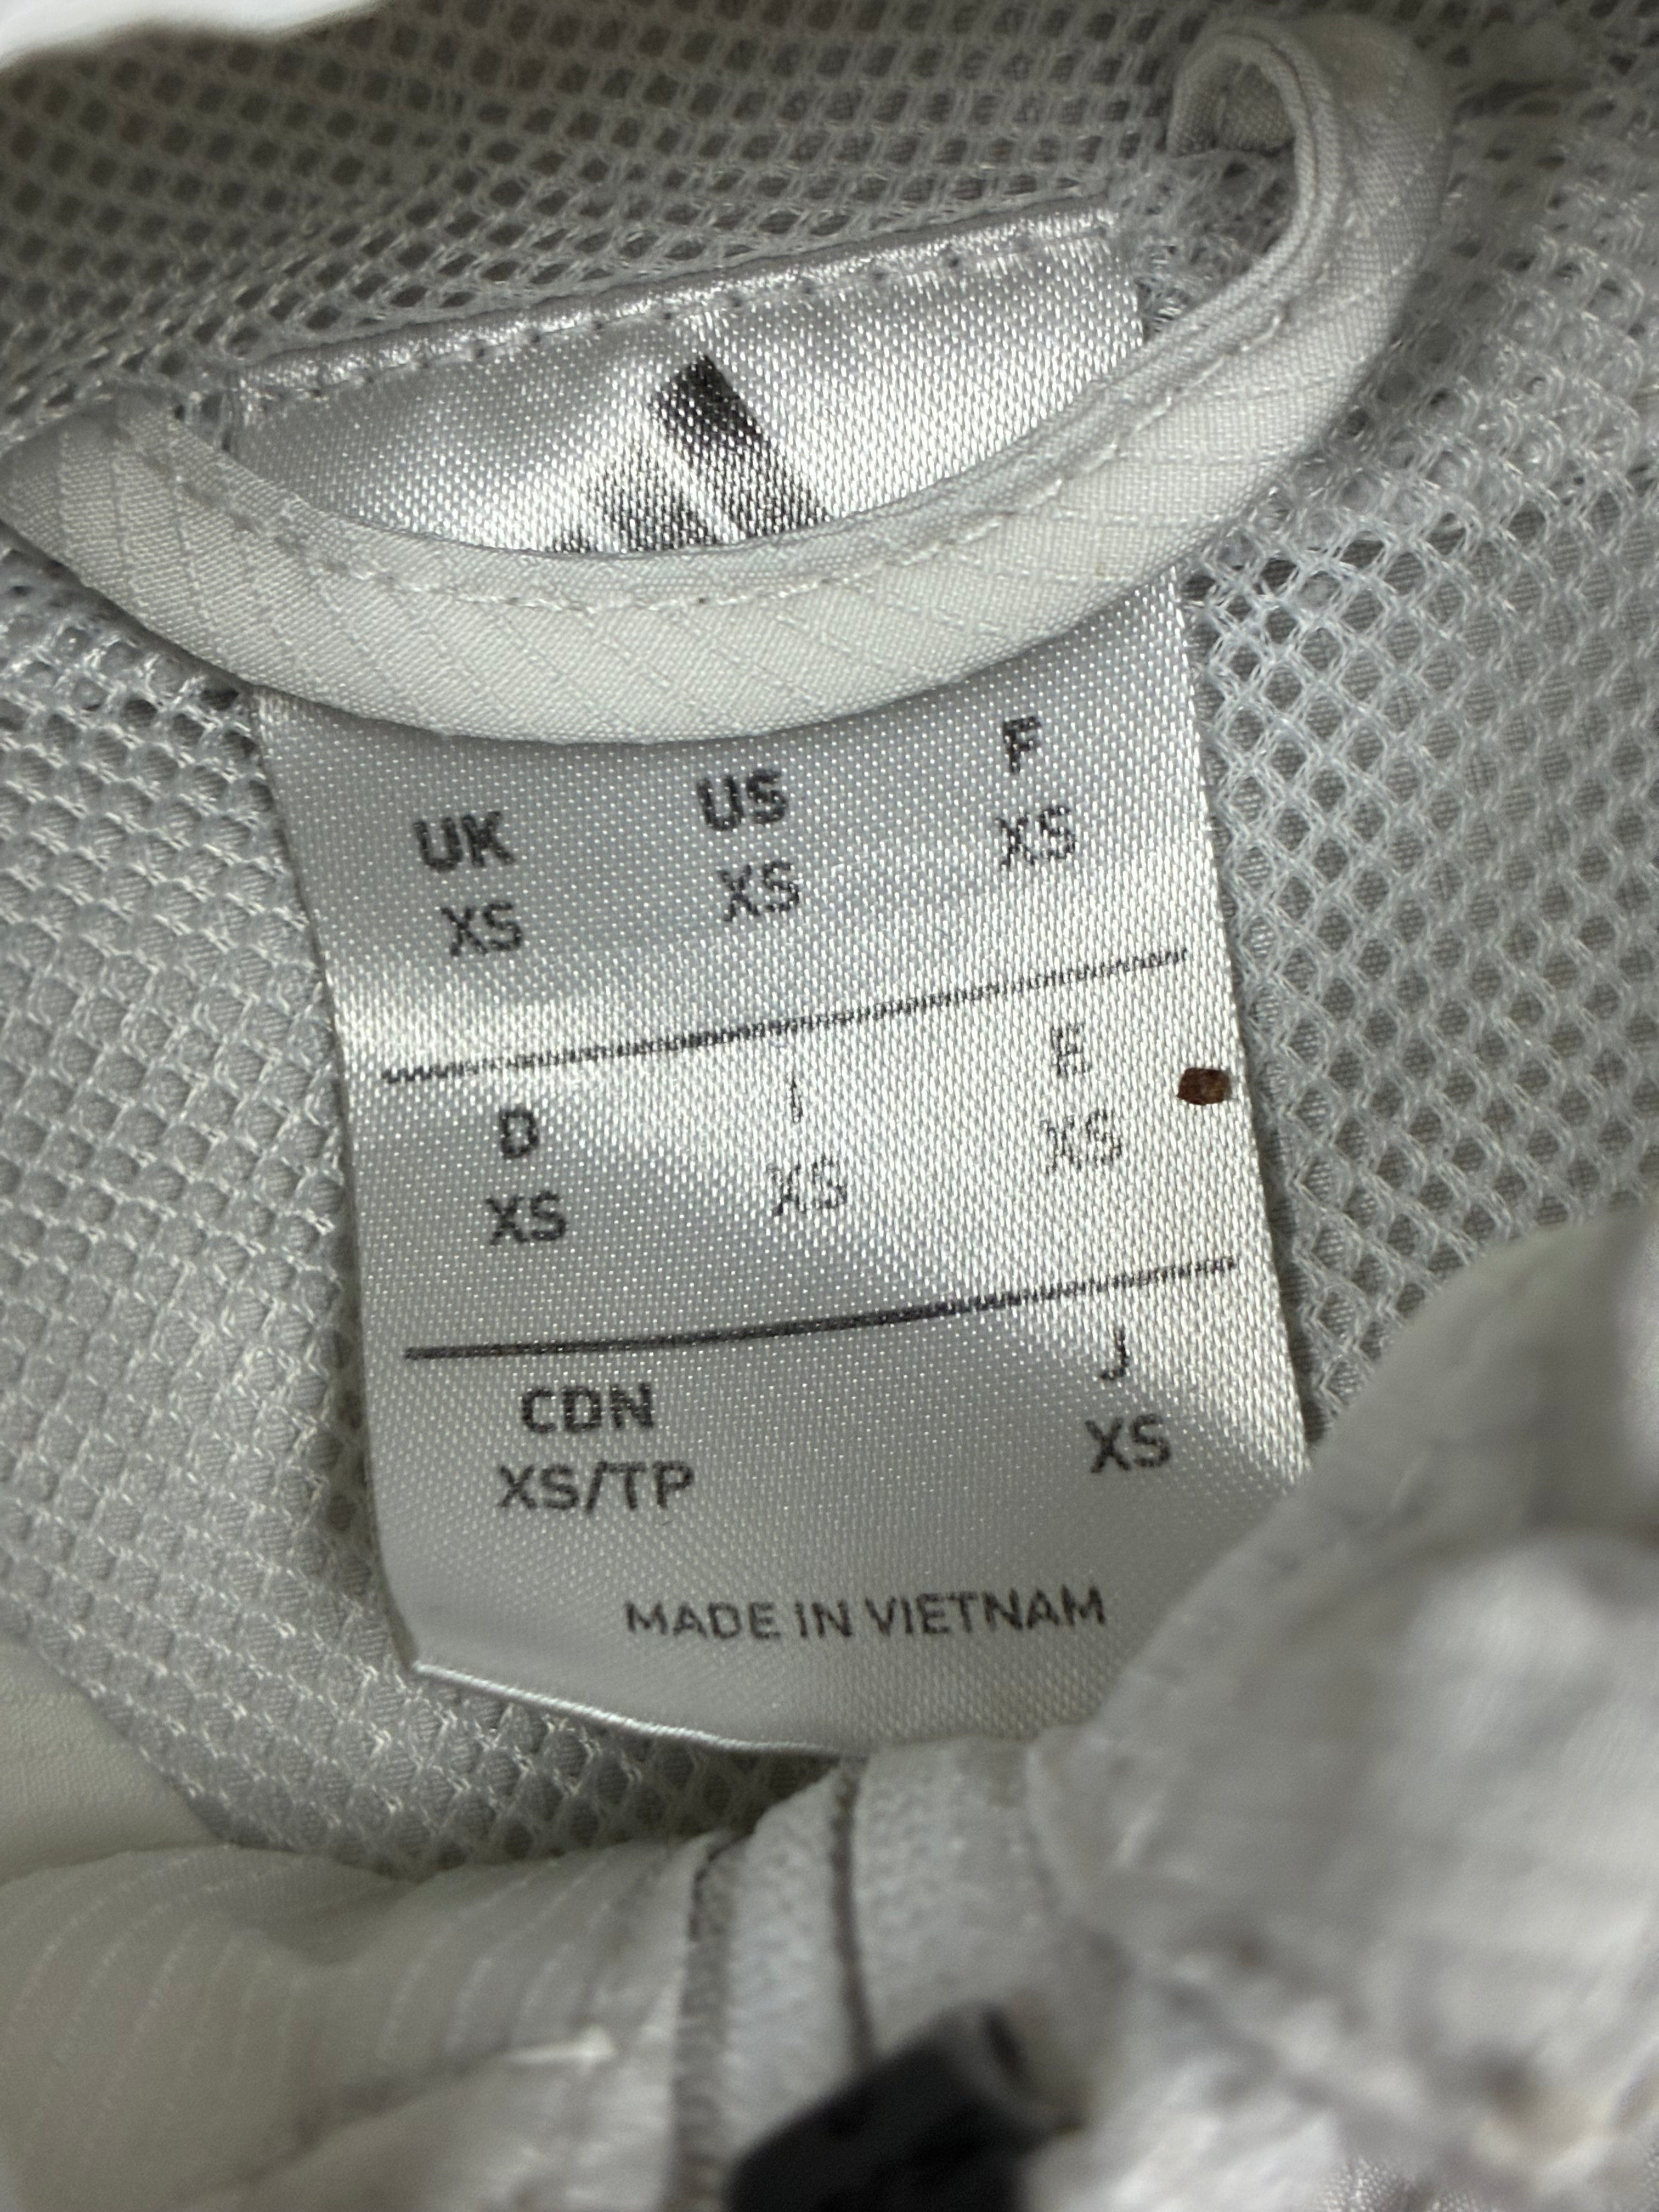 UK US F
XS XS XS
D I E
XS XS XS
CDN J
XS/TP XS
MADE IN VIETNAM